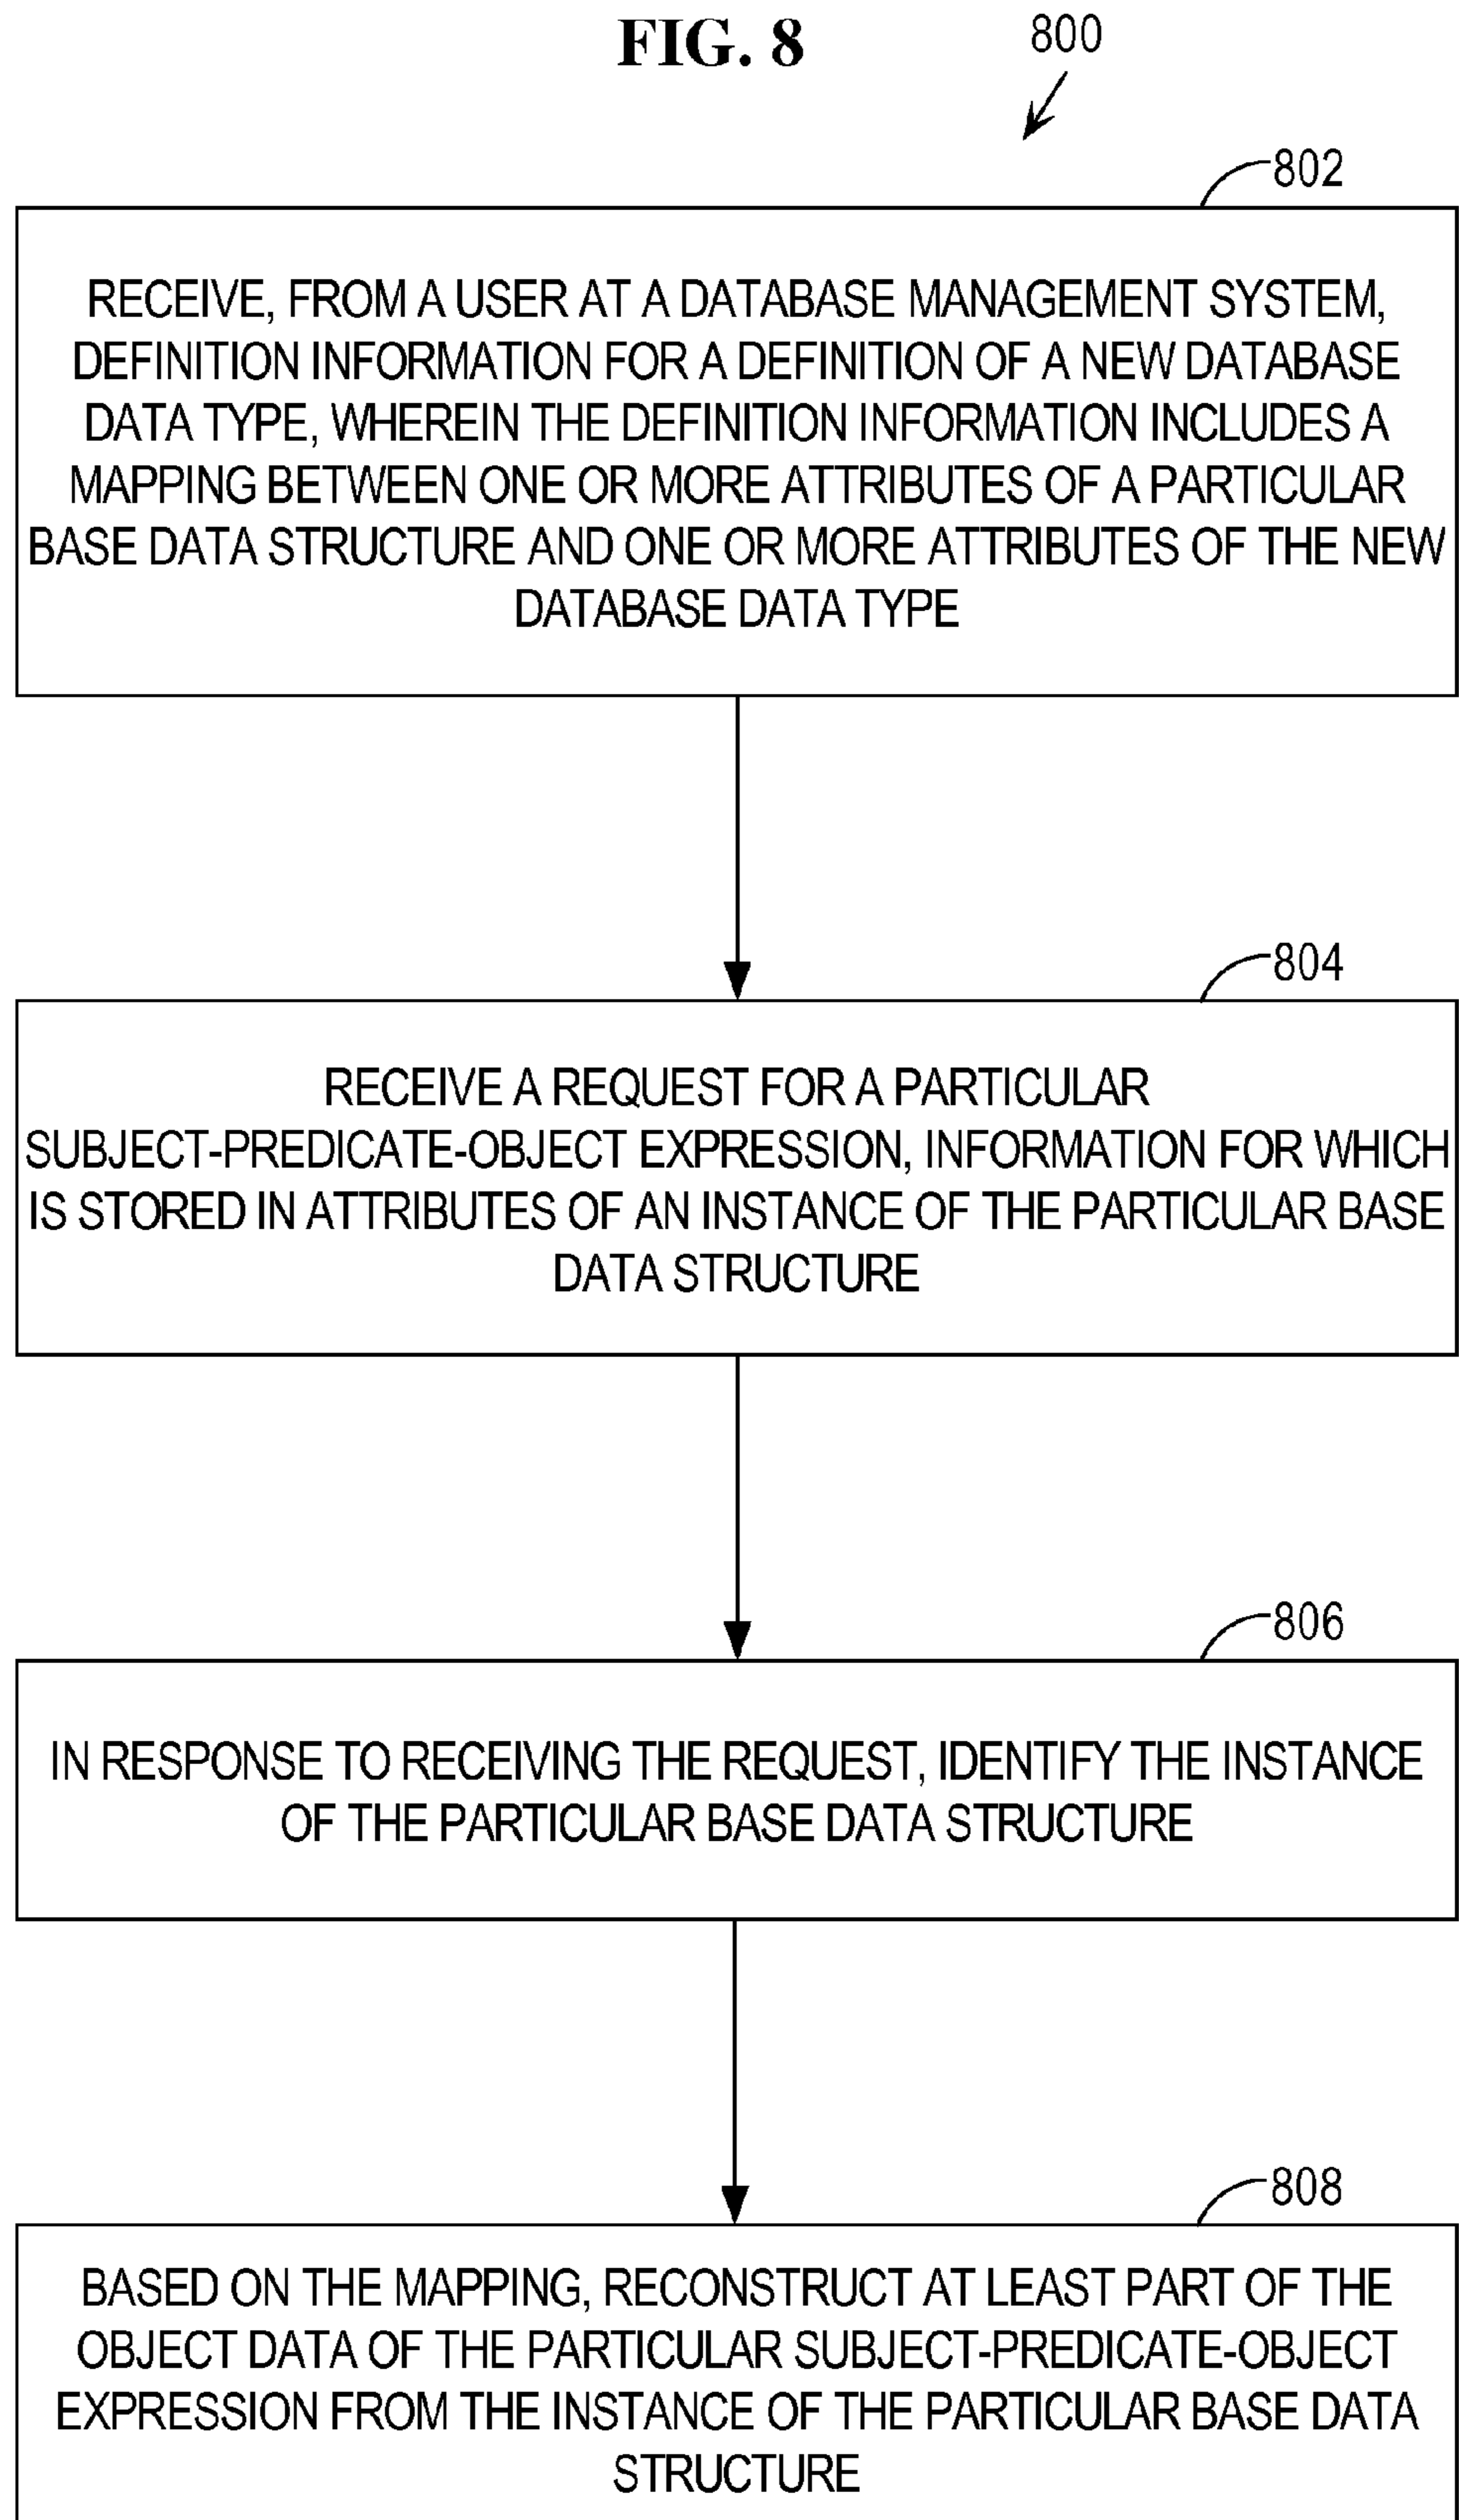 FIG. 8
800
802
RECEIVE, FROM A USER AT A DATABASE MANAGEMENT SYSTEM,
DEFINITION INFORMATION FOR A DEFINITION OF A NEW DATABASE
DATA TYPE, WHEREIN THE DEFINITION INFORMATION INCLUDES A
MAPPING BETWEEN ONE OR MORE ATTRIBUTES OF A PARTICULAR
BASE DATA STRUCTURE AND ONE OR MORE ATTRIBUTES OF THE NEW
DATABASE DATA TYPE
804
RECEIVE A REQUEST FOR A PARTICULAR
SUBJECT-PREDICATE-OBJECT EXPRESSION, INFORMATION FOR WHICH
IS STORED IN ATTRIBUTES OF AN INSTANCE OF THE PARTICULAR BASE
DATA STRUCTURE
806
IN RESPONSE TO RECEIVING THE REQUEST, IDENTIFY THE INSTANCE
OF THE PARTICULAR BASE DATA STRUCTURE
808
BASED ON THE MAPPING, RECONSTRUCT AT LEAST PART OF THE
OBJECT DATA OF THE PARTICULAR SUBJECT-PREDICATE-OBJECT
EXPRESSION FROM THE INSTANCE OF THE PARTICULAR BASE DATA
STRUCTURE